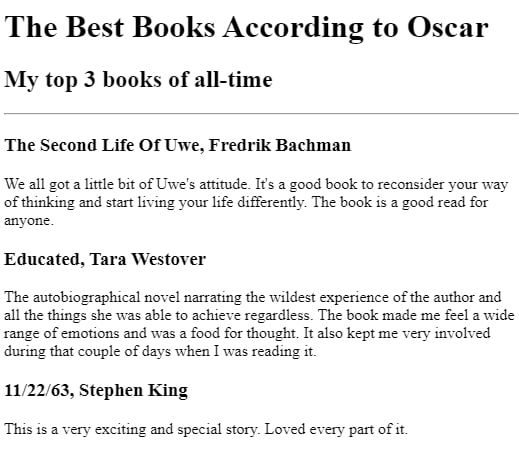 The Best Books According to Oscar
My top 3 books of all-time
The Second Life Of Uwe, Fredrik Bachman
We all got a little bit of Uwe's attitude. It's a good book to reconsider your way
of thinking and start living your life differently. The book is a good read for
anyone.
Educated, Tara Westover
The autobiographical novel narrating the wildest experience of the author and
all the things she was able to achieve regardless. The book made me feel a wide
range of emotions and was a food for thought. It also kept me very involved
during that couple of days when I was reading it.
11/22/63, Stephen King
This is a very exciting and special story. Loved every part of it.